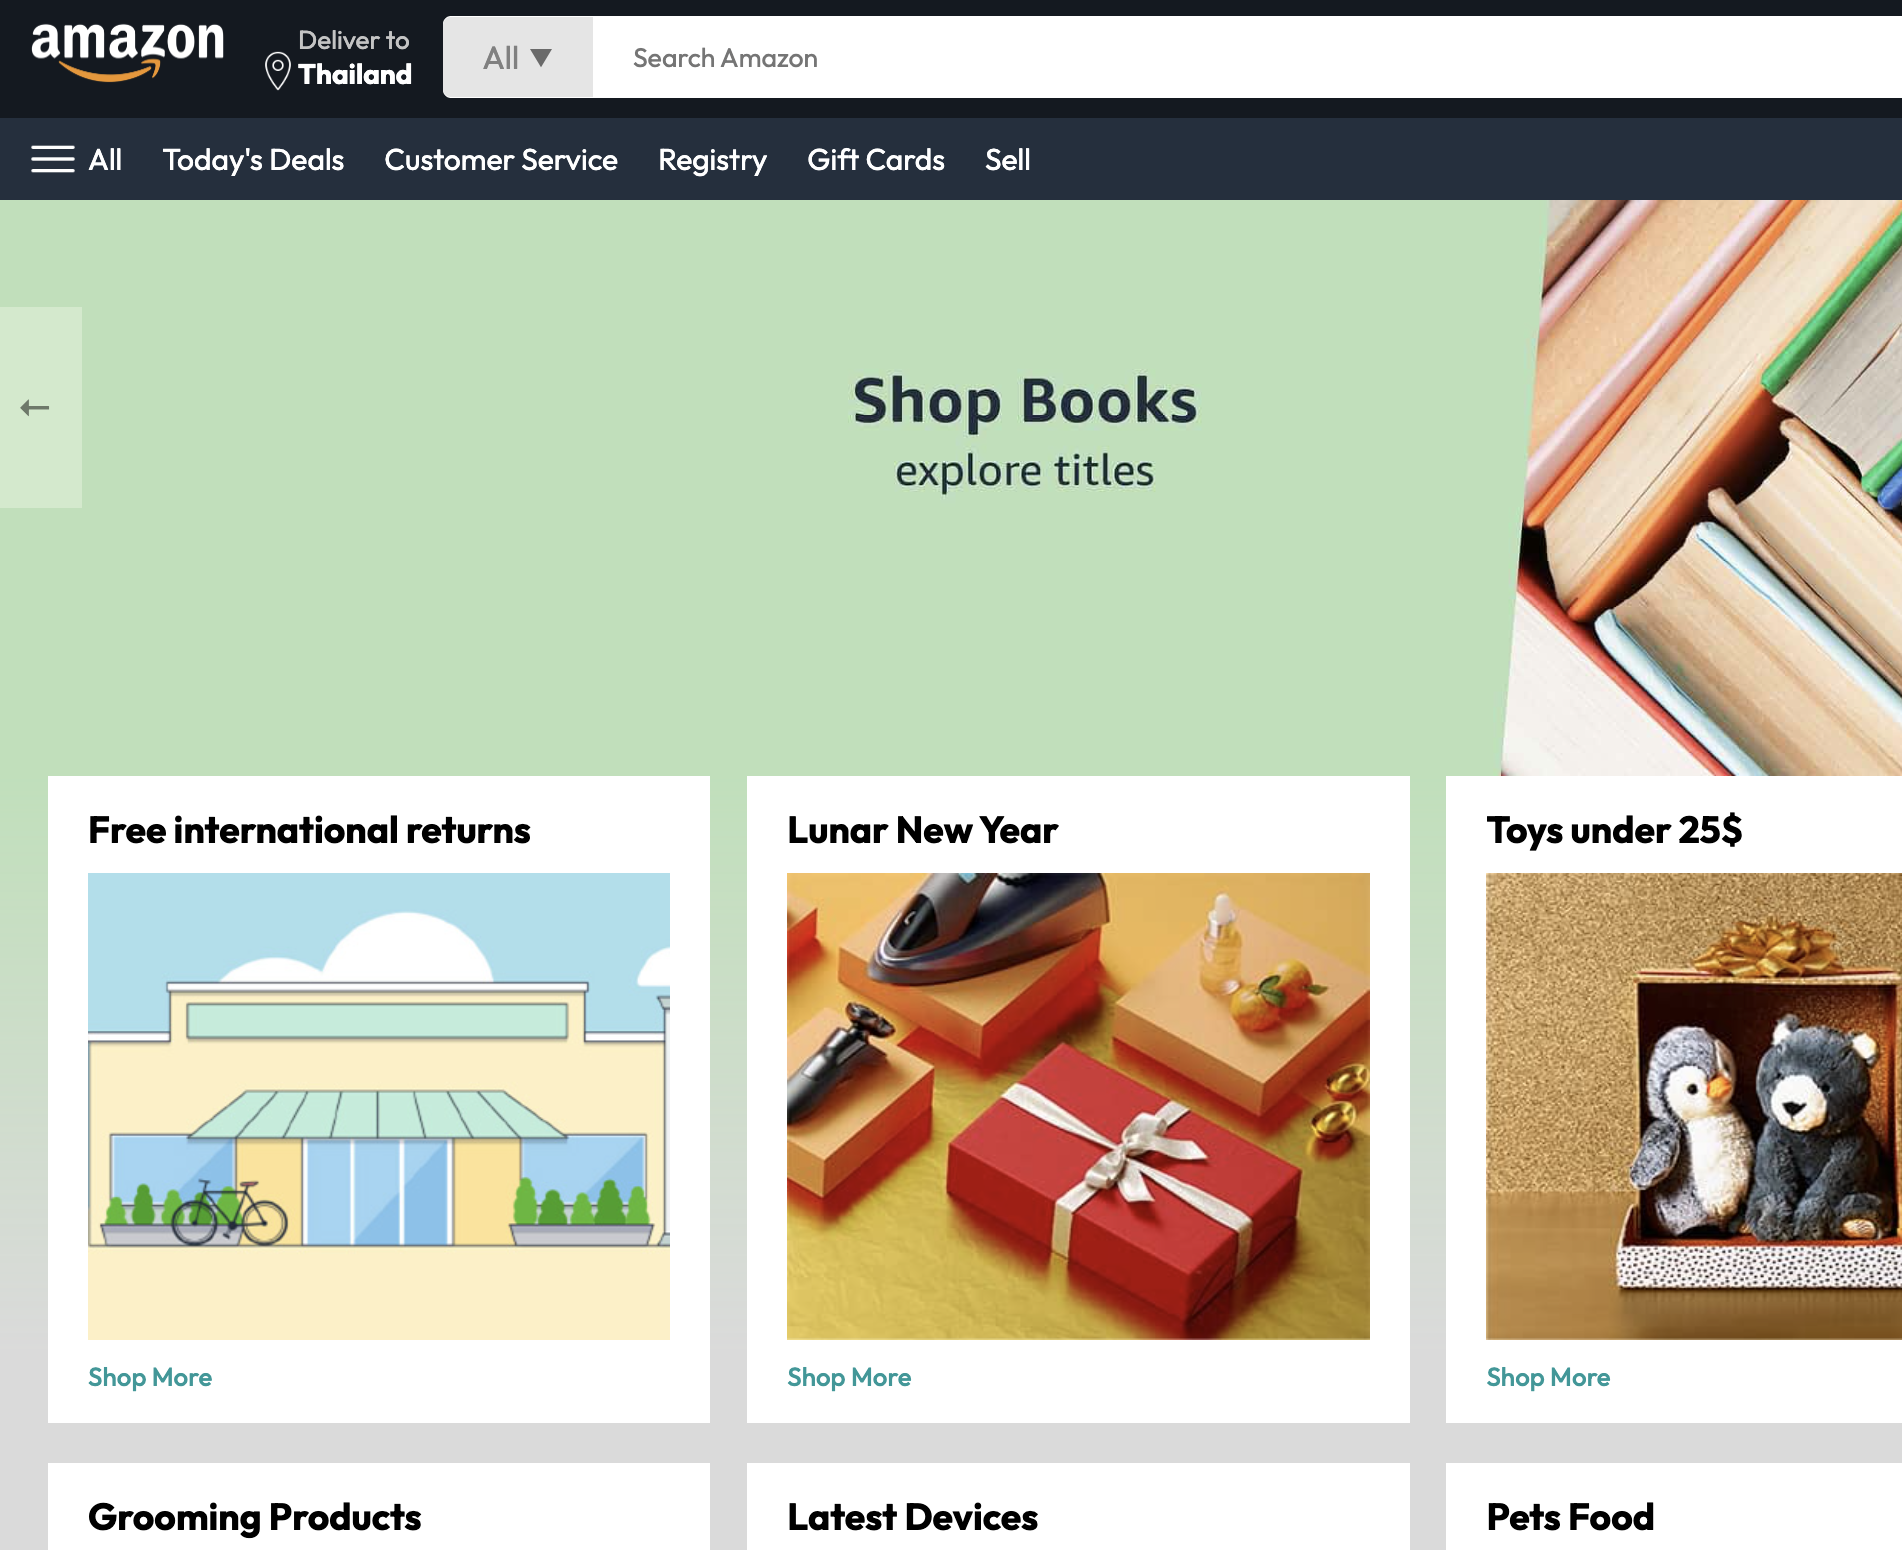 amazon
Deliver to
Thailand
All ▼
Search Amazon
All
Today's Deals
Customer Service
Registry
Gift Cards
Sell
Shop Books
explore titles
Free international returns
Lunar New Year
Toys under 25$
Shop More
Shop More
Shop More
Grooming Products
Latest Devices
Pets Food